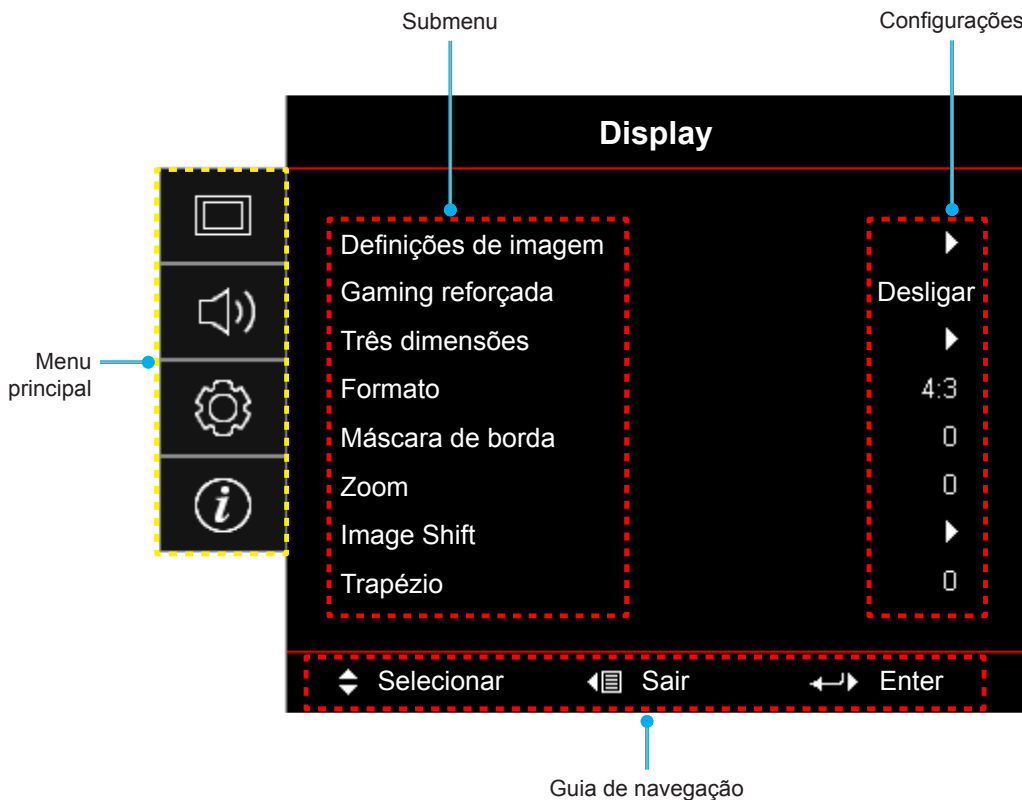 Submenu
Configurações
Display
Definições de imagem
Gaming reforçada
Desligar
Três dimensões
Menu
principal
Formato
4:3
Máscara de borda
0
Zoom
0
Image Shift
Trapézio
0
Selecionar
Sair
Enter
Guia de navegação